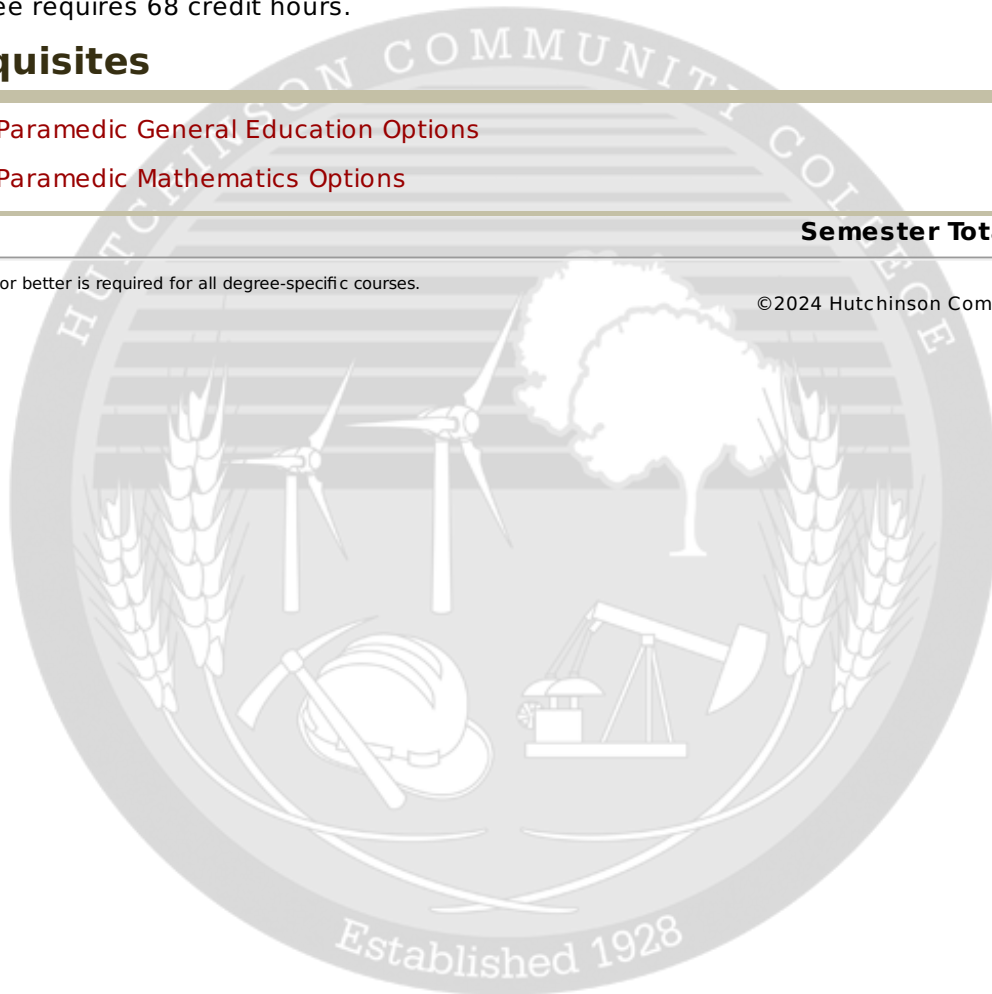 ee requires 68 credit hours.
quisites
Paramedic General Education Options
Paramedic Mathematics Options
Semester Tot
or better is required for all degree-specific courses.
©2024 Hutchinson Com
HUTCHINSON COMMUNITY COLLEGE
Established 1928